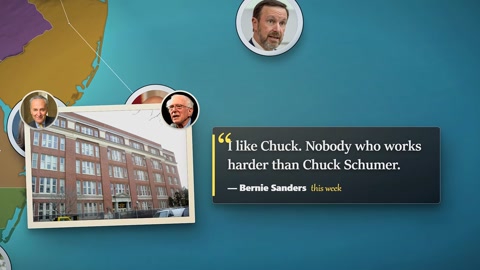 “I like Chuck. Nobody who works
harder than Chuck Schumer.
— Bernie Sanders this week